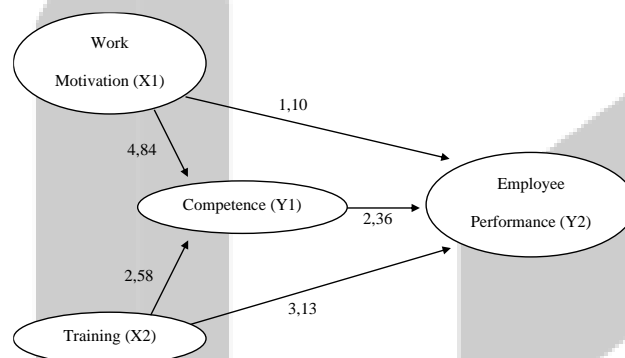 Work
Motivation (X1)
1,10
4,84
Employee
Performance (Y2)
Competence (Y1)
2,36
2,58
3,13
Training (X2)